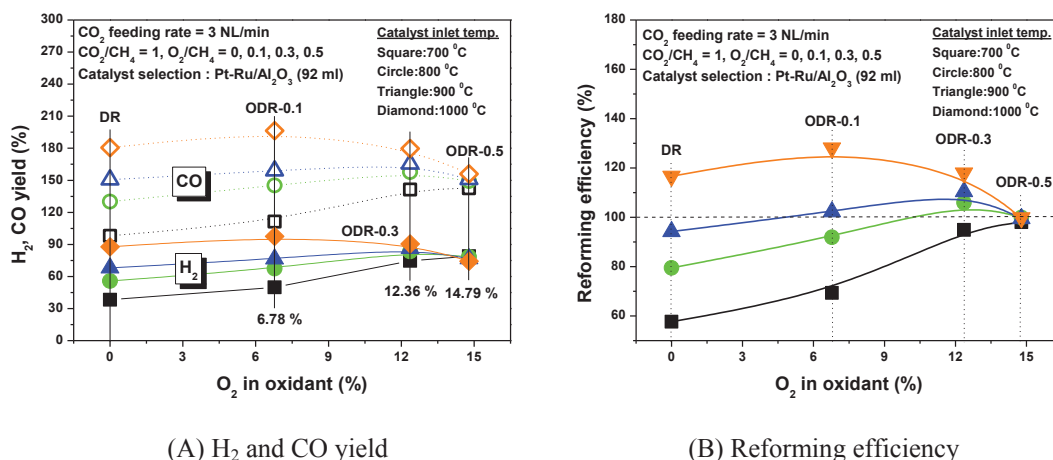 CO₂ feeding rate = 3 NL/min
CO₂/CH₄ = 1, O₂/CH₄ = 0, 0.1, 0.3, 0.5
Catalyst selection : Pt-Ru/Al₂O₃ (92 ml)
Catalyst inlet temp.
Square:700 ⁰C
Circle:800 ⁰C
Triangle:900 ⁰C
Diamond:1000 ⁰C
DR
ODR-0.1
ODR-0.3
ODR-0.5
CO
H₂
6.78 %
12.36 %
14.79 %
300
270
240
210
180
150
120
90
60
30
0
H₂, CO yield (%)
0 3 6 9 12 15
O₂ in oxidant (%)
(A) H₂ and CO yield
CO₂ feeding rate = 3 NL/min
CO₂/CH₄ = 1, O₂/CH₄ = 0, 0.1, 0.3, 0.5
Catalyst selection : Pt-Ru/Al₂O₃ (92 ml)
Catalyst inlet temp.
Square:700 ⁰C
Circle:800 ⁰C
Triangle:900 ⁰C
Diamond:1000 ⁰C
DR
ODR-0.1
ODR-0.3
ODR-0.5
180
160
140
120
100
80
60
Reforming efficiency (%)
0 3 6 9 12 15
O₂ in oxidant (%)
(B) Reforming efficiency